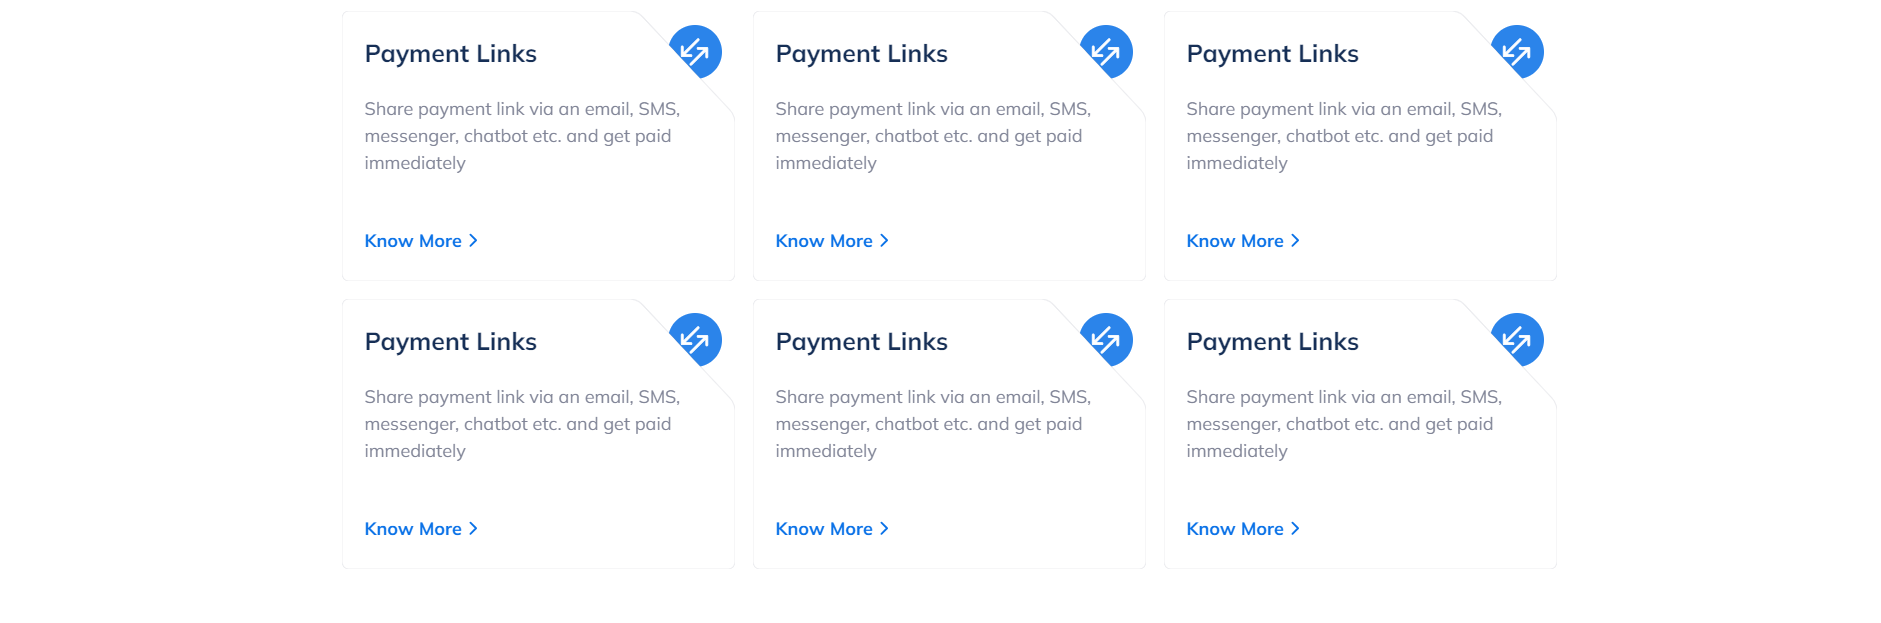 Payment Links
Share payment link via an email, SMS,
messenger, chatbot etc. and get paid
immediately
Know More
Payment Links
Share payment link via an email, SMS,
messenger, chatbot etc. and get paid
immediately
Know More
Payment Links
Share payment link via an email, SMS,
messenger, chatbot etc. and get paid
immediately
Know More
Payment Links
Share payment link via an email, SMS,
messenger, chatbot etc. and get paid
immediately
Know More
Payment Links
Share payment link via an email, SMS,
messenger, chatbot etc. and get paid
immediately
Know More
Payment Links
Share payment link via an email, SMS,
messenger, chatbot etc. and get paid
immediately
Know More